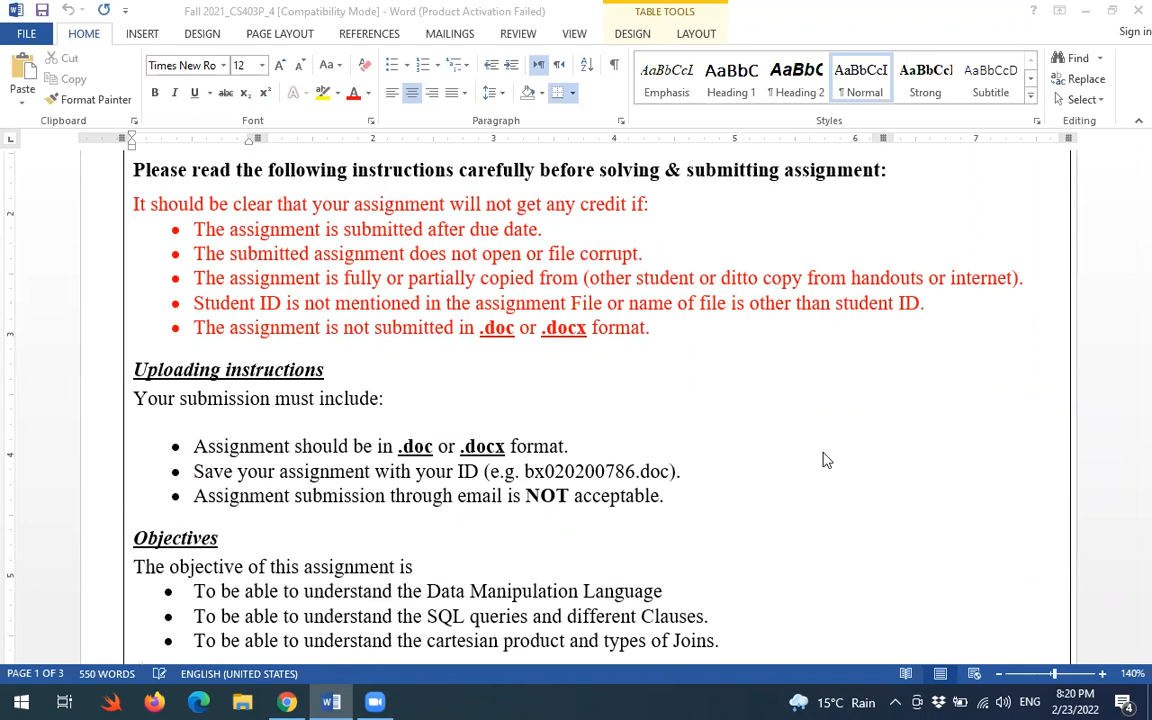 Fall 2021_CS403P_4 [Compatibility Mode] - Word (Product Activation Failed)
TABLE TOOLS
Sign in
FILE HOME INSERT DESIGN PAGE LAYOUT REFERENCES MAILINGS REVIEW VIEW DESIGN LAYOUT
Paste
Cut
Copy
Format Painter
Times New Ro 12
AaBbCcI Emphasis
AaBbC Heading 1
AaBbC ¶ Heading 2
AaBbCcI ¶ Normal
AaBbCc Strong
AaBbCcD Subtitle
Find
Replace
Select
Clipboard Font Paragraph Styles Editing
2 3 4 5 6 7
Please read the following instructions carefully before solving & submitting assignment:
It should be clear that your assignment will not get any credit if:
• The assignment is submitted after due date.
• The submitted assignment does not open or file corrupt.
• The assignment is fully or partially copied from (other student or ditto copy from handouts or internet).
• Student ID is not mentioned in the assignment File or name of file is other than student ID.
• The assignment is not submitted in .doc or .docx format.
Uploading instructions
Your submission must include:
• Assignment should be in .doc or .docx format.
• Save your assignment with your ID (e.g. bx020200786.doc).
• Assignment submission through email is NOT acceptable.
Objectives
The objective of this assignment is
• To be able to understand the Data Manipulation Language
• To be able to understand the SQL queries and different Clauses.
• To be able to understand the cartesian product and types of Joins.
PAGE 1 OF 3 550 WORDS ENGLISH (UNITED STATES) 140%
15°C Rain ENG 8:20 PM
2/23/2022
4